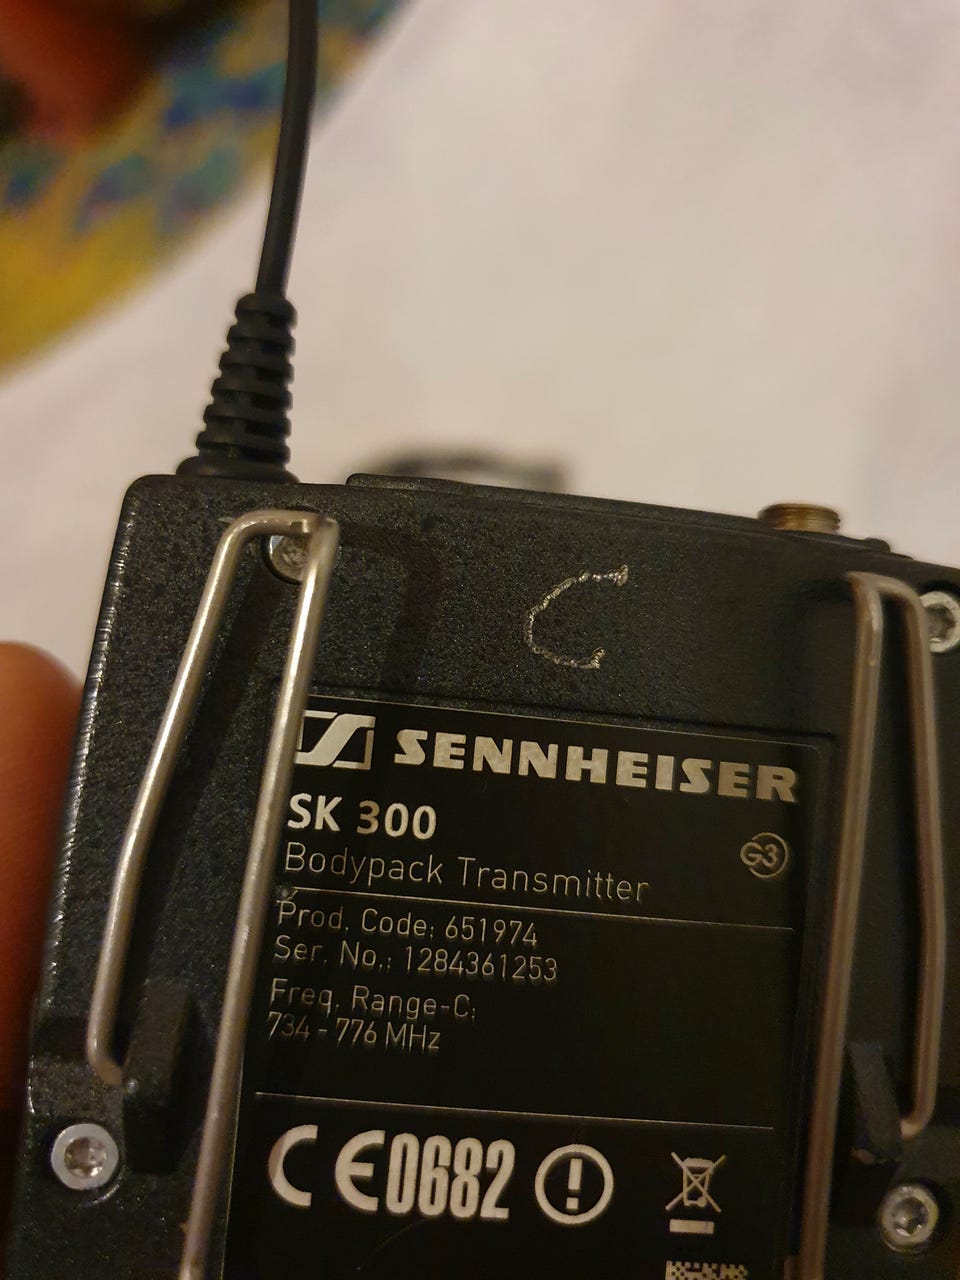 C
SENNHEISER
SK 300
G3
Bodypack Transmitter
Prod. Code: 651974
Ser. No.: 1284361253
Freq. Range-C:
734 - 776 MHz
CE0682